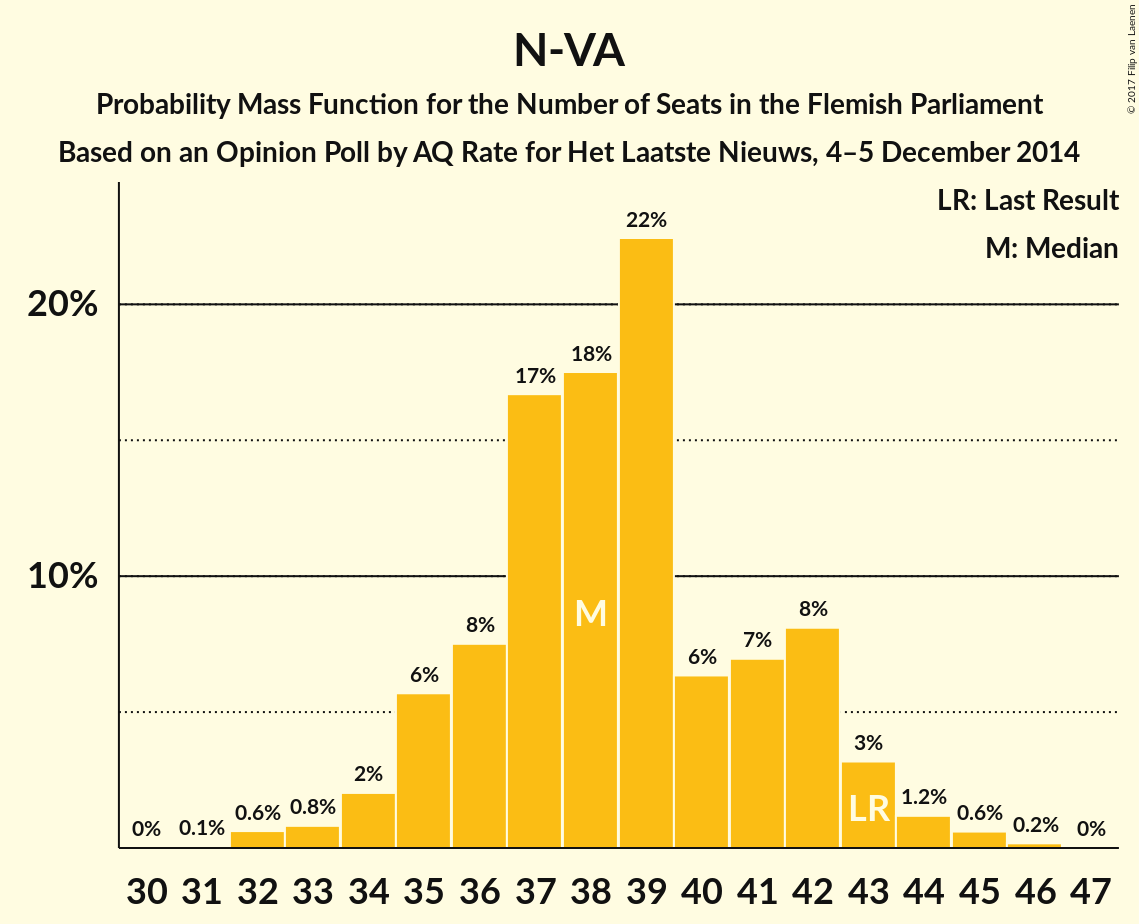 N-VA
Probability Mass Function for the Number of Seats in the Flemish Parliament
Based on an Opinion Poll by AQ Rate for Het Laatste Nieuws, 4–5 December 2014
© 2017 Filip van Laenen
LR: Last Result
M: Median
20%
10%
0% 0.1% 0.6% 0.8% 2% 6% 8% 17% 18% 22% 6% 7% 8% 3% 1.2% 0.6% 0.2% 0%
M
LR
30 31 32 33 34 35 36 37 38 39 40 41 42 43 44 45 46 47